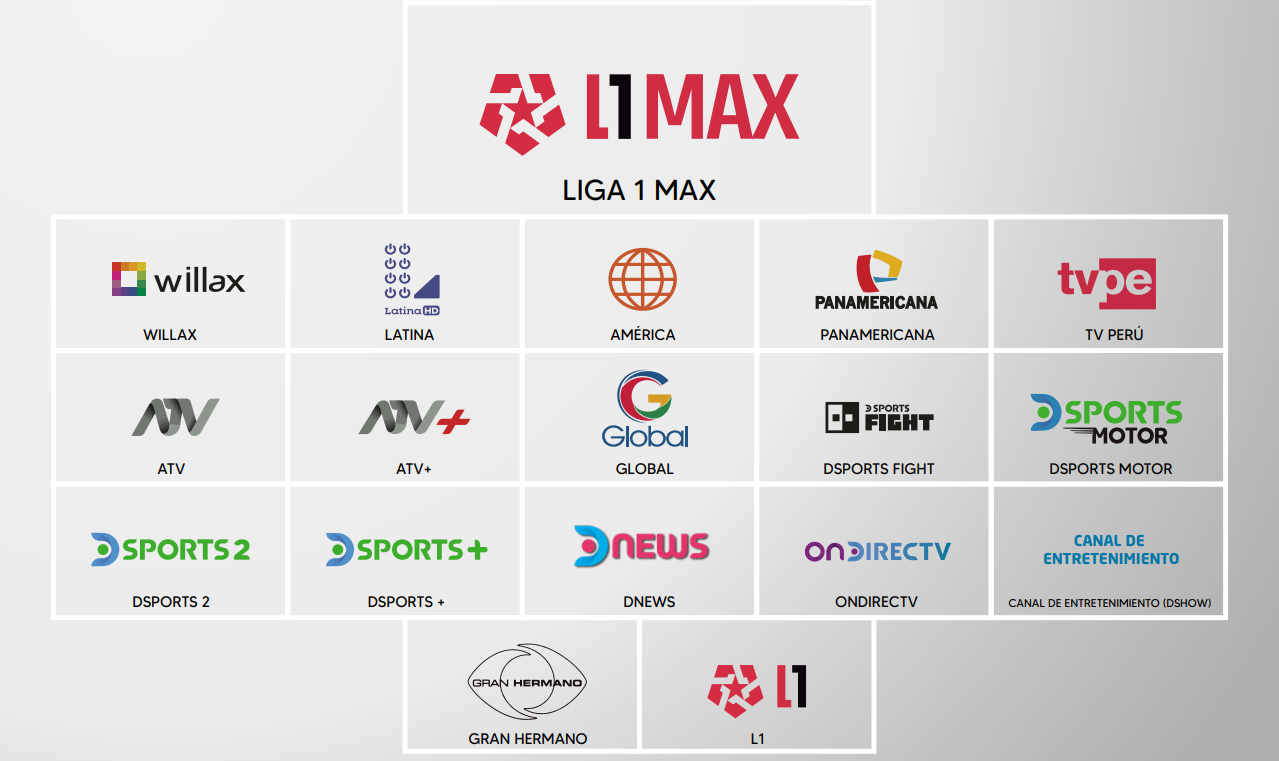 L1 MAX
LIGA 1 MAX
willax
WILLAX
Latina HD
LATINA
AMÉRICA
PANAMERICANA
PANAMERICANA
tvpe
TV PERÚ
ATV
ATV
ATV+
ATV+
G
Global
GLOBAL
DSPORTS
FIGHT
DSPORTS FIGHT
DSPORTS
MOTOR
DSPORTS MOTOR
DSPORTS 2
DSPORTS 2
DSPORTS+
DSPORTS +
DNEWS
DNEWS
ONDIRECTV
ONDIRECTV
CANAL DE
ENTRETENIMIENTO
CANAL DE ENTRETENIMIENTO (DSHOW)
GRAN HERMANO
GRAN HERMANO
L1
L1